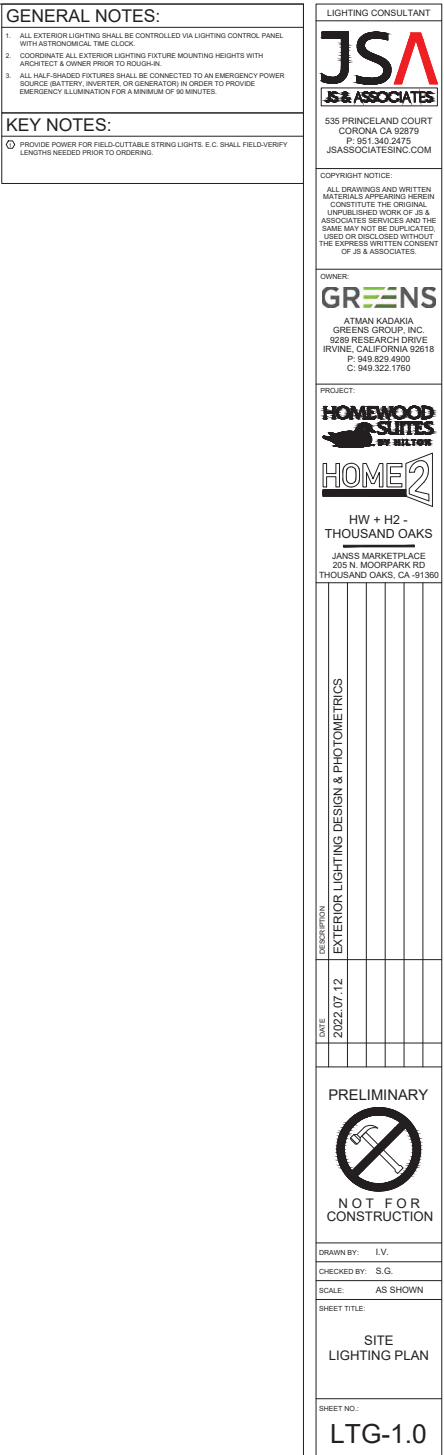 GENERAL NOTES:
1. ALL EXTERIOR LIGHTING SHALL BE CONTROLLED VIA LIGHTING CONTROL PANEL
WITH ASTRONOMICAL TIME CLOCK.
2. COORDINATE ALL EXTERIOR LIGHTING FIXTURE MOUNTING HEIGHTS WITH
ARCHITECT & OWNER PRIOR TO ROUGH-IN.
3. ALL HALF-SHADED FIXTURES SHALL BE CONNECTED TO AN EMERGENCY POWER
SOURCE (BATTERY, INVERTER, OR GENERATOR) IN ORDER TO PROVIDE
EMERGENCY ILLUMINATION FOR A MINIMUM OF 90 MINUTES.
KEY NOTES:
1 PROVIDE POWER FOR FIELD-CUTTABLE STRING LIGHTS. E.C. SHALL FIELD-VERIFY
LENGTHS NEEDED PRIOR TO ORDERING.
LIGHTING CONSULTANT
JSA
JS & ASSOCIATES
535 PRINCELAND COURT
CORONA CA 92879
P: 951.340.2475
JSASSOCIATESINC.COM
COPYRIGHT NOTICE:
ALL DRAWINGS AND WRITTEN
MATERIALS APPEARING HEREIN
CONSTITUTE THE ORIGINAL
UNPUBLISHED WORK OF JS &
ASSOCIATES SERVICES AND THE
SAME MAY NOT BE DUPLICATED,
USED OR DISCLOSED WITHOUT
THE EXPRESS WRITTEN CONSENT
OF JS & ASSOCIATES.
OWNER:
GREENS
ATMAN KADAKIA
GREENS GROUP, INC.
9289 RESEARCH DRIVE
IRVINE, CALIFORNIA 92618
P: 949.829.4900
C: 949.322.1760
PROJECT:
HOMEWOOD
SUITES
BY HILTON
HOME2
HW + H2 -
THOUSAND OAKS
JANSS MARKETPLACE
205 N. MOORPARK RD
THOUSAND OAKS, CA -91360
DESCRIPTION
EXTERIOR LIGHTING DESIGN & PHOTOMETRICS
DATE
2022.07.12
PRELIMINARY
NOT FOR
CONSTRUCTION
DRAWN BY: I.V.
CHECKED BY: S.G.
SCALE: AS SHOWN
SHEET TITLE:
SITE
LIGHTING PLAN
SHEET NO.:
LTG-1.0